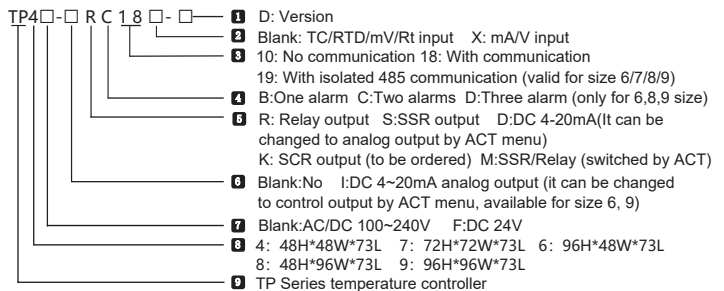 TP4□-□ R C 1 8 □- □
1 D: Version
2 Blank: TC/RTD/mV/Rt input X: mA/V input
3 10: No communication 18: With communication
19: With isolated 485 communication (valid for size 6/7/8/9)
4 B:One alarm C:Two alarms D:Three alarm (only for 6,8,9 size)
5 R: Relay output S:SSR output D:DC 4-20mA(It can be
changed to analog output by ACT menu)
K: SCR output (to be ordered) M:SSR/Relay (switched by ACT)
6 Blank:No I:DC 4~20mA analog output (it can be changed
to control output by ACT menu, available for size 6, 9)
7 Blank:AC/DC 100~240V F:DC 24V
8 4: 48H*48W*73L 7: 72H*72W*73L 6: 96H*48W*73L
8: 48H*96W*73L 9: 96H*96W*73L
9 TP Series temperature controller